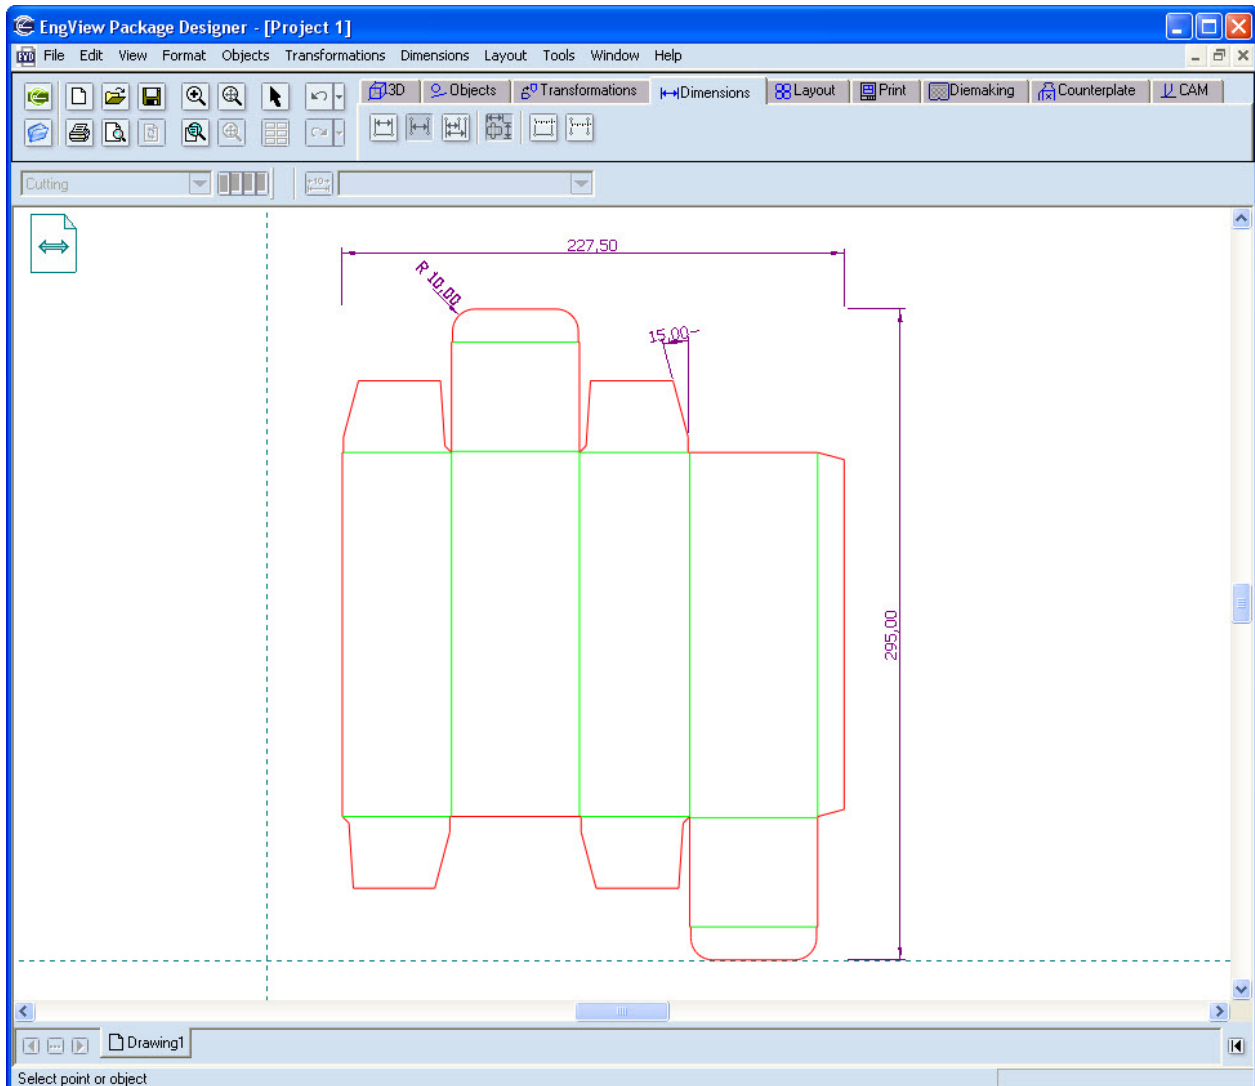 EngView Package Designer - [Project 1]
File Edit View Format Objects Transformations Dimensions Layout Tools Window Help
3D Objects Transformations Dimensions Layout Print Diemaking Counterplate CAM
Cutting
227,50
R 10,00
15,00~
295,00
Drawing1
Select point or object